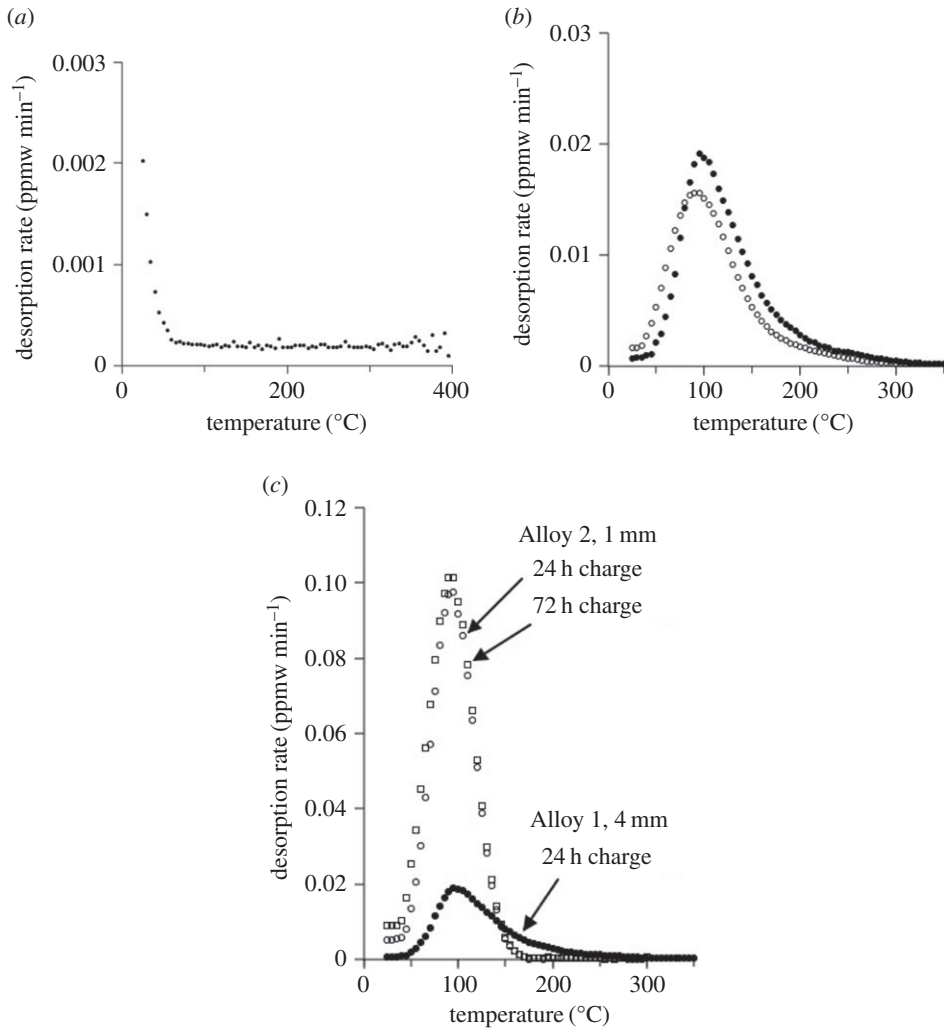 (a)
desorption rate (ppmw min⁻¹)
0.003
0.002
0.001
0
0
200
400
temperature (°C)
(b)
desorption rate (ppmw min⁻¹)
0.03
0.02
0.01
0
0
100
200
300
temperature (°C)
(c)
desorption rate (ppmw min⁻¹)
0.12
0.10
0.08
0.06
0.04
0.02
0
Alloy 2, 1 mm
24 h charge
72 h charge
Alloy 1, 4 mm
24 h charge
0
100
200
300
temperature (°C)